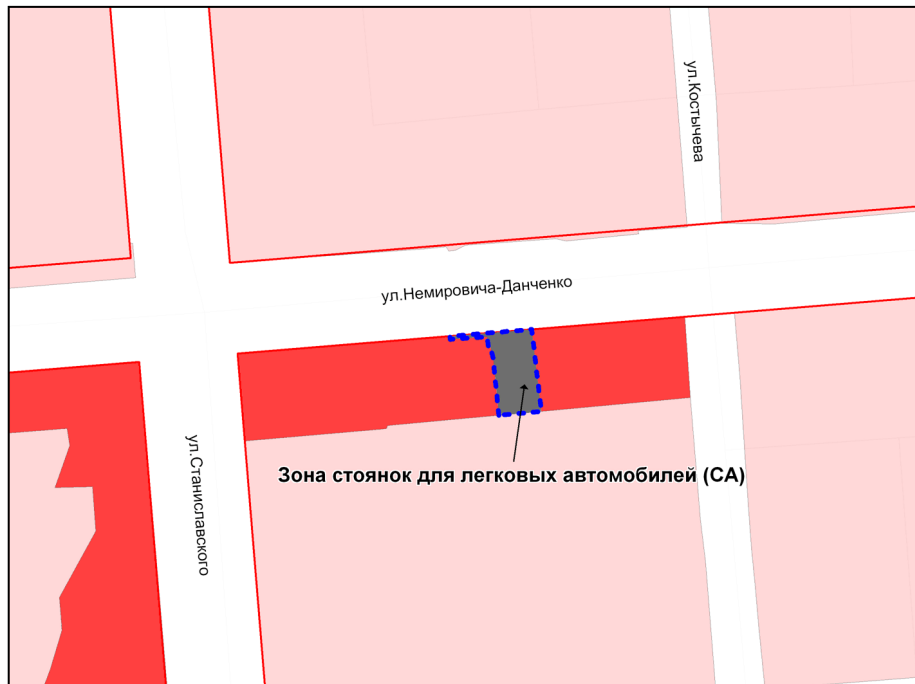 ул.Костычева
ул.Немировича-Данченко
Зона стоянок для легковых автомобилей (СА)
ул.Станиславского